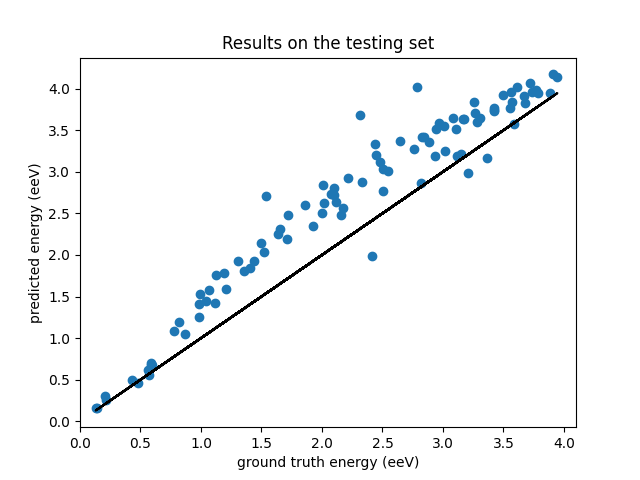 Results on the testing set
predicted energy (eeV)
4.0
3.5
3.0
2.5
2.0
1.5
1.0
0.5
0.0
0.0 0.5 1.0 1.5 2.0 2.5 3.0 3.5 4.0
ground truth energy (eeV)